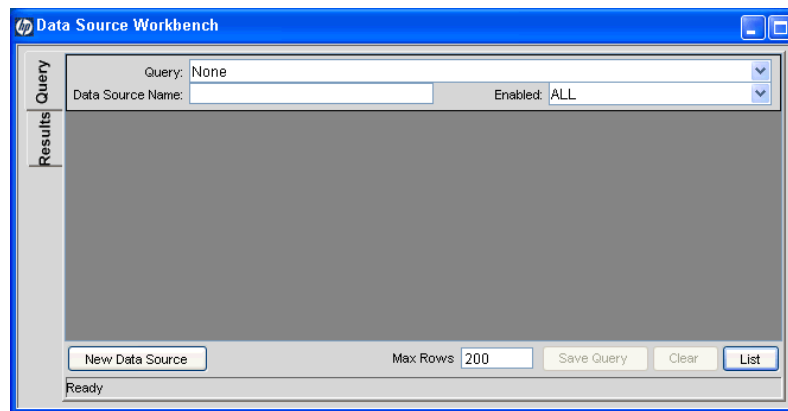 hp Data Source Workbench
Query
Results
Query: None
Data Source Name:
Enabled: ALL
New Data Source
Max Rows 200
Save Query
Clear
List
Ready